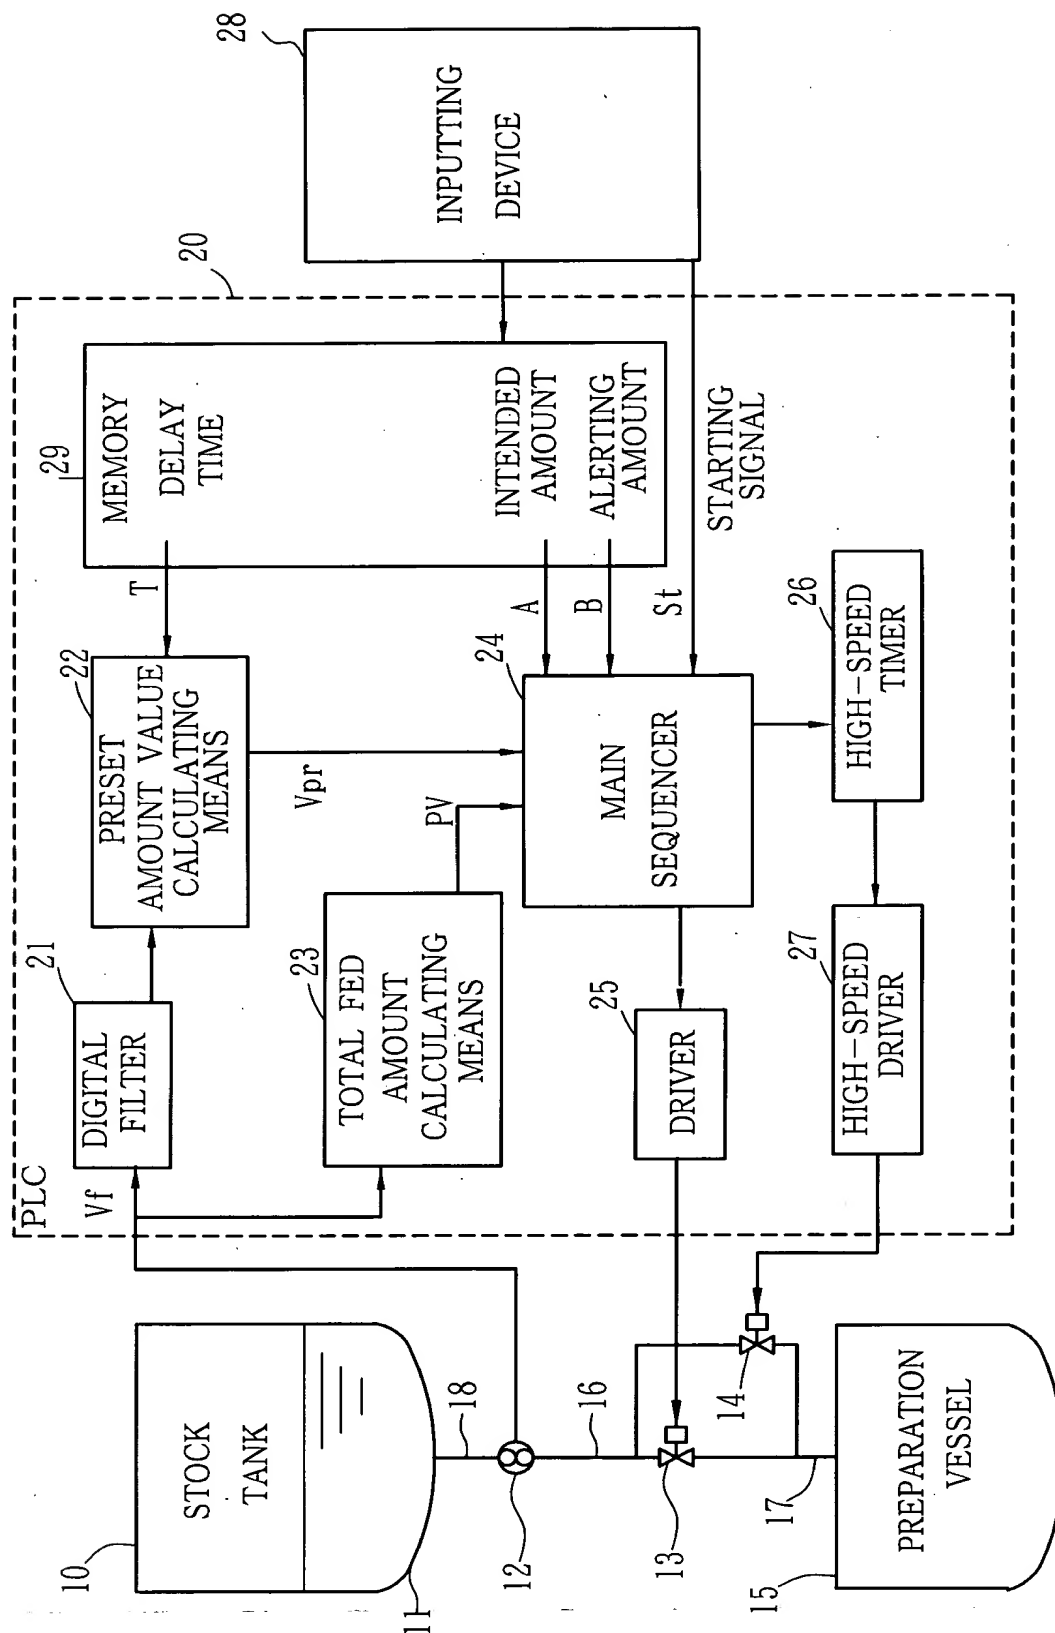 28
INPUTTING
DEVICE
20
PLC
29
MEMORY
DELAY
TIME
INTENDED
AMOUNT
ALERTING
AMOUNT
STARTING
SIGNAL
T
A
B
St
22
PRESET
AMOUNT VALUE
CALCULATING
MEANS
Vpr
21
DIGITAL
FILTER
Vf
23
TOTAL FED
AMOUNT
CALCULATING
MEANS
PV
24
MAIN
SEQUENCER
25
DRIVER
26
HIGH-SPEED
TIMER
27
HIGH-SPEED
DRIVER
10
STOCK
TANK
11
18
12
16
13
14
17
15
PREPARATION
VESSEL